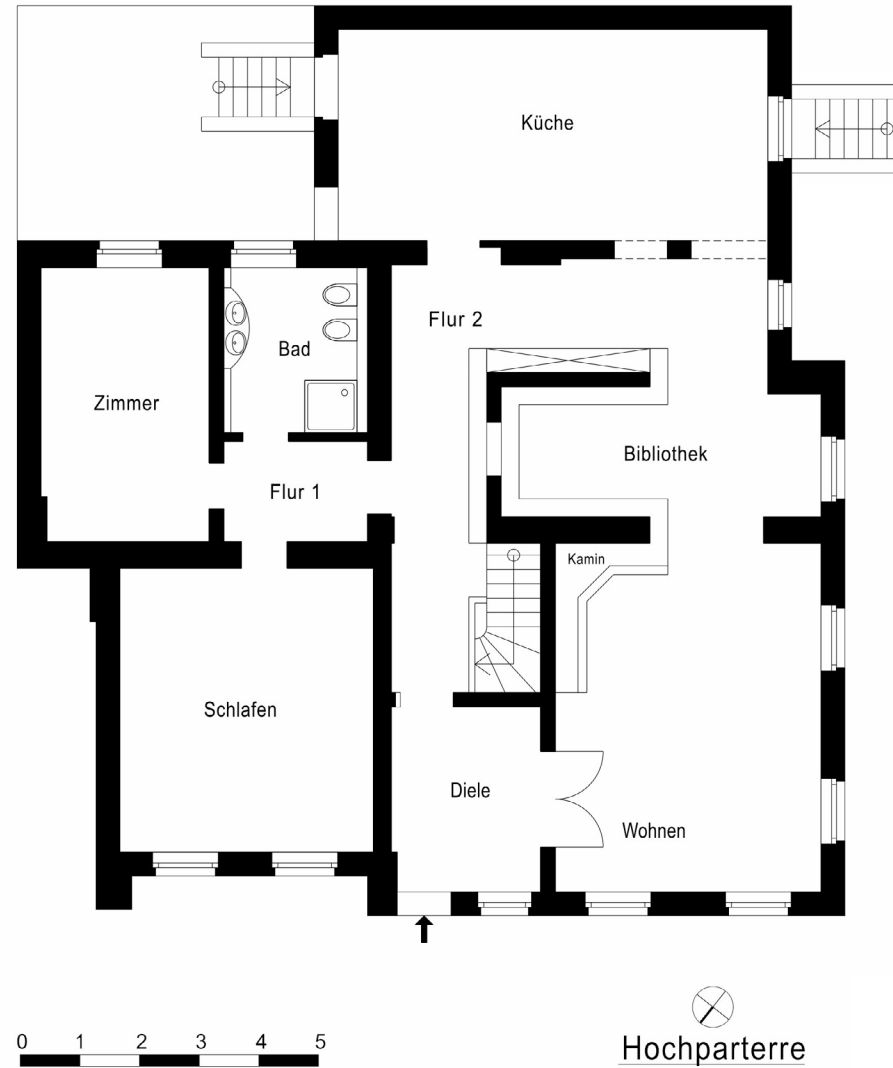 Küche
Flur 2
Bad
Zimmer
Bibliothek
Flur 1
Kamin
Schlafen
Diele
Wohnen
0 1 2 3 4 5
Hochparterre